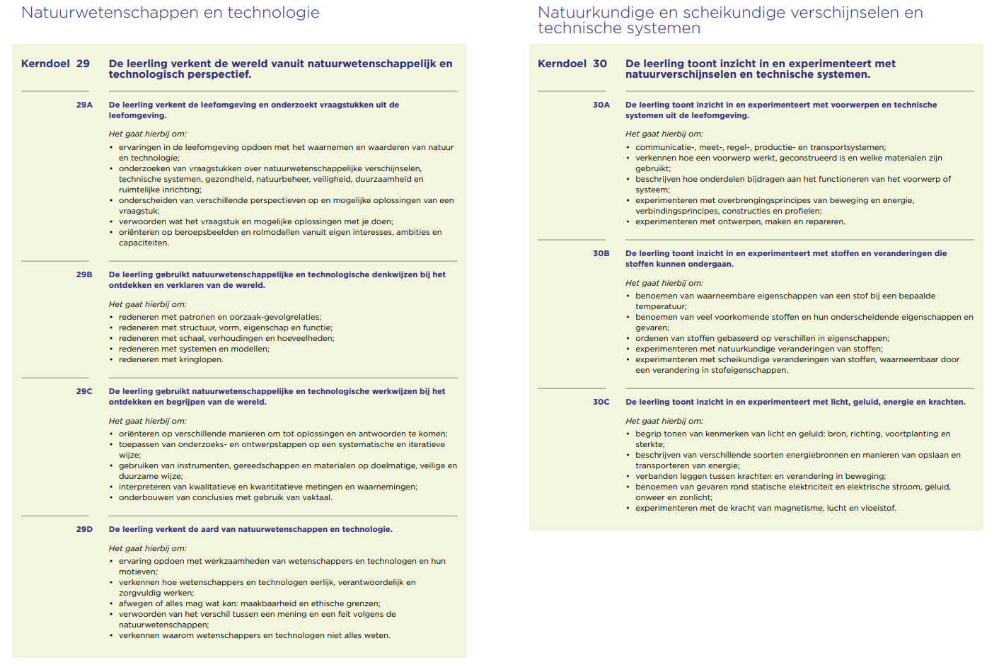 Natuurwetenschappen en technologie
Kerndoel 29 De leerling verkent de wereld vanuit natuurwetenschappelijk en
technologisch perspectief.
29A De leerling verkent de leefomgeving en onderzoekt vraagstukken uit de
leefomgeving.
Het gaat hierbij om:
• ervaringen in de leefomgeving opdoen met het waarnemen en waarderen van natuur
en technologie;
• onderzoeken van vraagstukken over natuurwetenschappelijke verschijnselen,
technische systemen, gezondheid, natuurbeheer, veiligheid, duurzaamheid en
ruimtelijke inrichting;
• onderscheiden van verschillende perspectieven op en mogelijke oplossingen van een
vraagstuk;
• verwoorden wat het vraagstuk en mogelijke oplossingen met je doen;
• oriënteren op beroepsbeelden en rolmodellen vanuit eigen interesses, ambities en
capaciteiten.
29B De leerling gebruikt natuurwetenschappelijke en technologische denkwijzen bij het
ontdekken en verklaren van de wereld.
Het gaat hierbij om:
• redeneren met patronen en oorzaak-gevolgrelaties;
• redeneren met structuur, vorm, eigenschap en functie;
• redeneren met schaal, verhoudingen en hoeveelheden;
• redeneren met systemen en modellen;
• redeneren met kringlopen.
29C De leerling gebruikt natuurwetenschappelijke en technologische werkwijzen bij het
ontdekken en begrijpen van de wereld.
Het gaat hierbij om:
• oriënteren op verschillende manieren om tot oplossingen en antwoorden te komen;
• toepassen van onderzoeks- en ontwerpstappen op een systematische en iteratieve
wijze;
• gebruiken van instrumenten, gereedschappen en materialen op doelmatige, veilige en
duurzame wijze;
• interpreteren van kwalitatieve en kwantitatieve metingen en waarnemingen;
• onderbouwen van conclusies met gebruik van vaktaal.
29D De leerling verkent de aard van natuurwetenschappen en technologie.
Het gaat hierbij om:
• ervaring opdoen met werkzaamheden van wetenschappers en technologen en hun
motieven;
• verkennen hoe wetenschappers en technologen eerlijk, verantwoordelijk en
zorgvuldig werken;
• afwegen of alles mag wat kan: maakbaarheid en ethische grenzen;
• verwoorden van het verschil tussen een mening en een feit volgens de
natuurwetenschappen;
• verkennen waarom wetenschappers en technologen niet alles weten.
Natuurkundige en scheikundige verschijnselen en
technische systemen
Kerndoel 30 De leerling toont inzicht in en experimenteert met
natuurverschijnselen en technische systemen.
30A De leerling toont inzicht in en experimenteert met voorwerpen en technische
systemen uit de leefomgeving.
Het gaat hierbij om:
• communicatie-, meet-, regel-, productie- en transportsystemen;
• verkennen hoe een voorwerp werkt, geconstrueerd is en welke materialen zijn
gebruikt;
• beschrijven hoe onderdelen bijdragen aan het functioneren van het voorwerp of
systeem;
• experimenteren met overbrengingsprincipes van beweging en energie,
verbindingsprincipes, constructies en profielen;
• experimenteren met ontwerpen, maken en repareren.
30B De leerling toont inzicht in en experimenteert met stoffen en veranderingen die
stoffen kunnen ondergaan.
Het gaat hierbij om:
• benoemen van waarneembare eigenschappen van een stof bij een bepaalde
temperatuur;
• benoemen van veel voorkomende stoffen en hun onderscheidende eigenschappen en
gevaren;
• ordenen van stoffen gebaseerd op verschillen in eigenschappen;
• experimenteren met natuurkundige veranderingen van stoffen;
• experimenteren met scheikundige veranderingen van stoffen, waarneembaar door
een verandering in stofeigenschappen.
30C De leerling toont inzicht in en experimenteert met licht, geluid, energie en krachten.
Het gaat hierbij om:
• begrip tonen van kenmerken van licht en geluid: bron, richting, voortplanting en
sterkte;
• beschrijven van verschillende soorten energiebronnen en manieren van opslaan en
transporteren van energie;
• verbanden leggen tussen krachten en verandering in beweging;
• benoemen van gevaren rond statische elektriciteit en elektrische stroom, geluid,
onweer en zonlicht;
• experimenteren met de kracht van magnetisme, lucht en vloeistof.